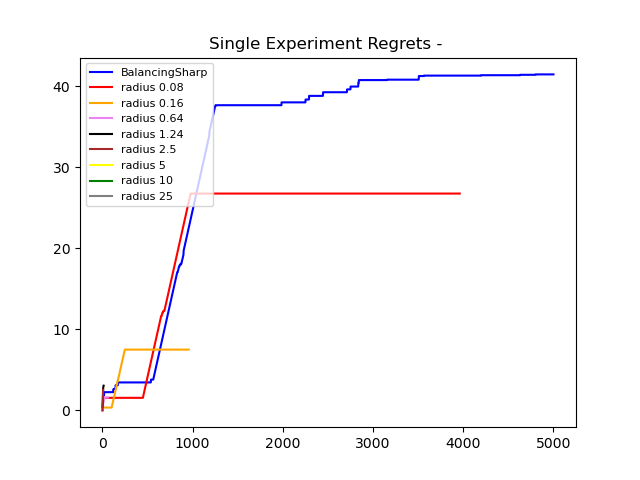 Single Experiment Regrets -
BalancingSharp
radius 0.08
radius 0.16
radius 0.64
radius 1.24
radius 2.5
radius 5
radius 10
radius 25
40
30
20
10
0
0 1000 2000 3000 4000 5000